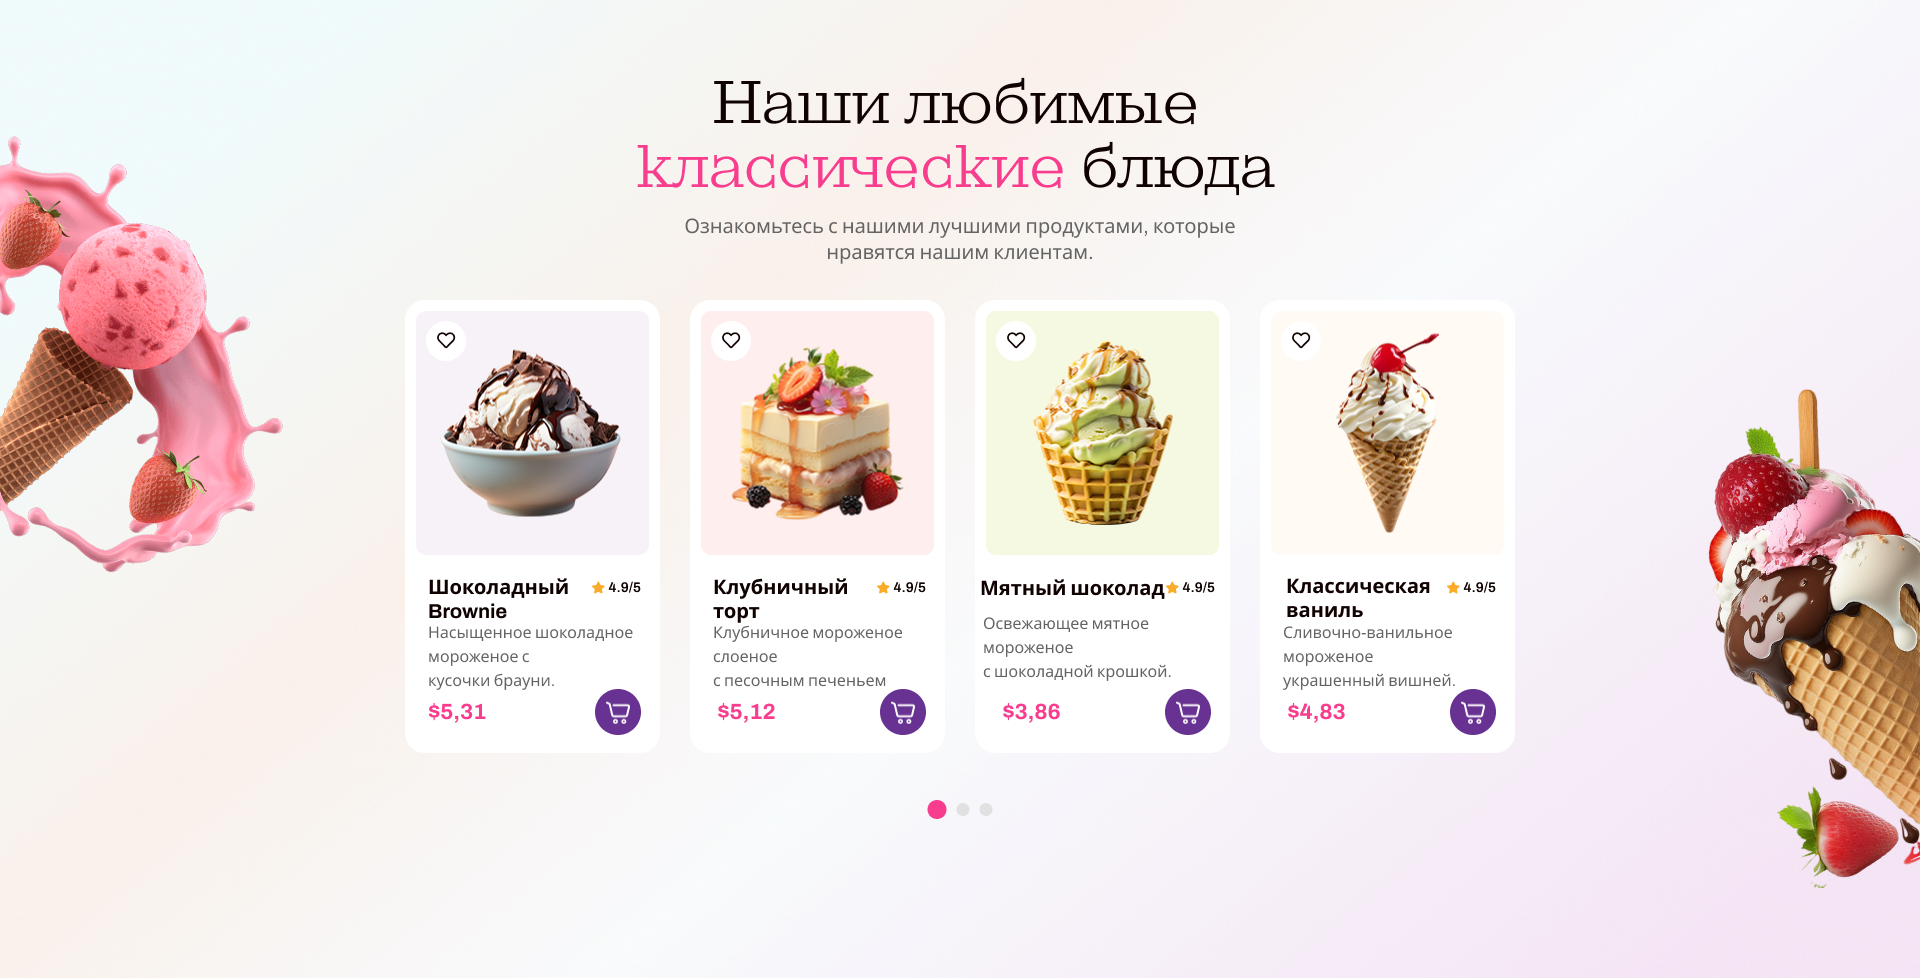 Наши любимые
классические блюда
Ознакомьтесь с нашими лучшими продуктами, которые
нравятся нашим клиентам.
Шоколадный
Brownie
4.9/5
Насыщенное шоколадное
мороженое с
кусочки брауни.
$5,31
Клубничный
торт
4.9/5
Клубничное мороженое
слоеное
с песочным печеньем
$5,12
Мятный шоколад
4.9/5
Освежающее мятное
мороженое
с шоколадной крошкой.
$3,86
Классическая
ваниль
4.9/5
Сливочно-ванильное
мороженое
украшенный вишней.
$4,83